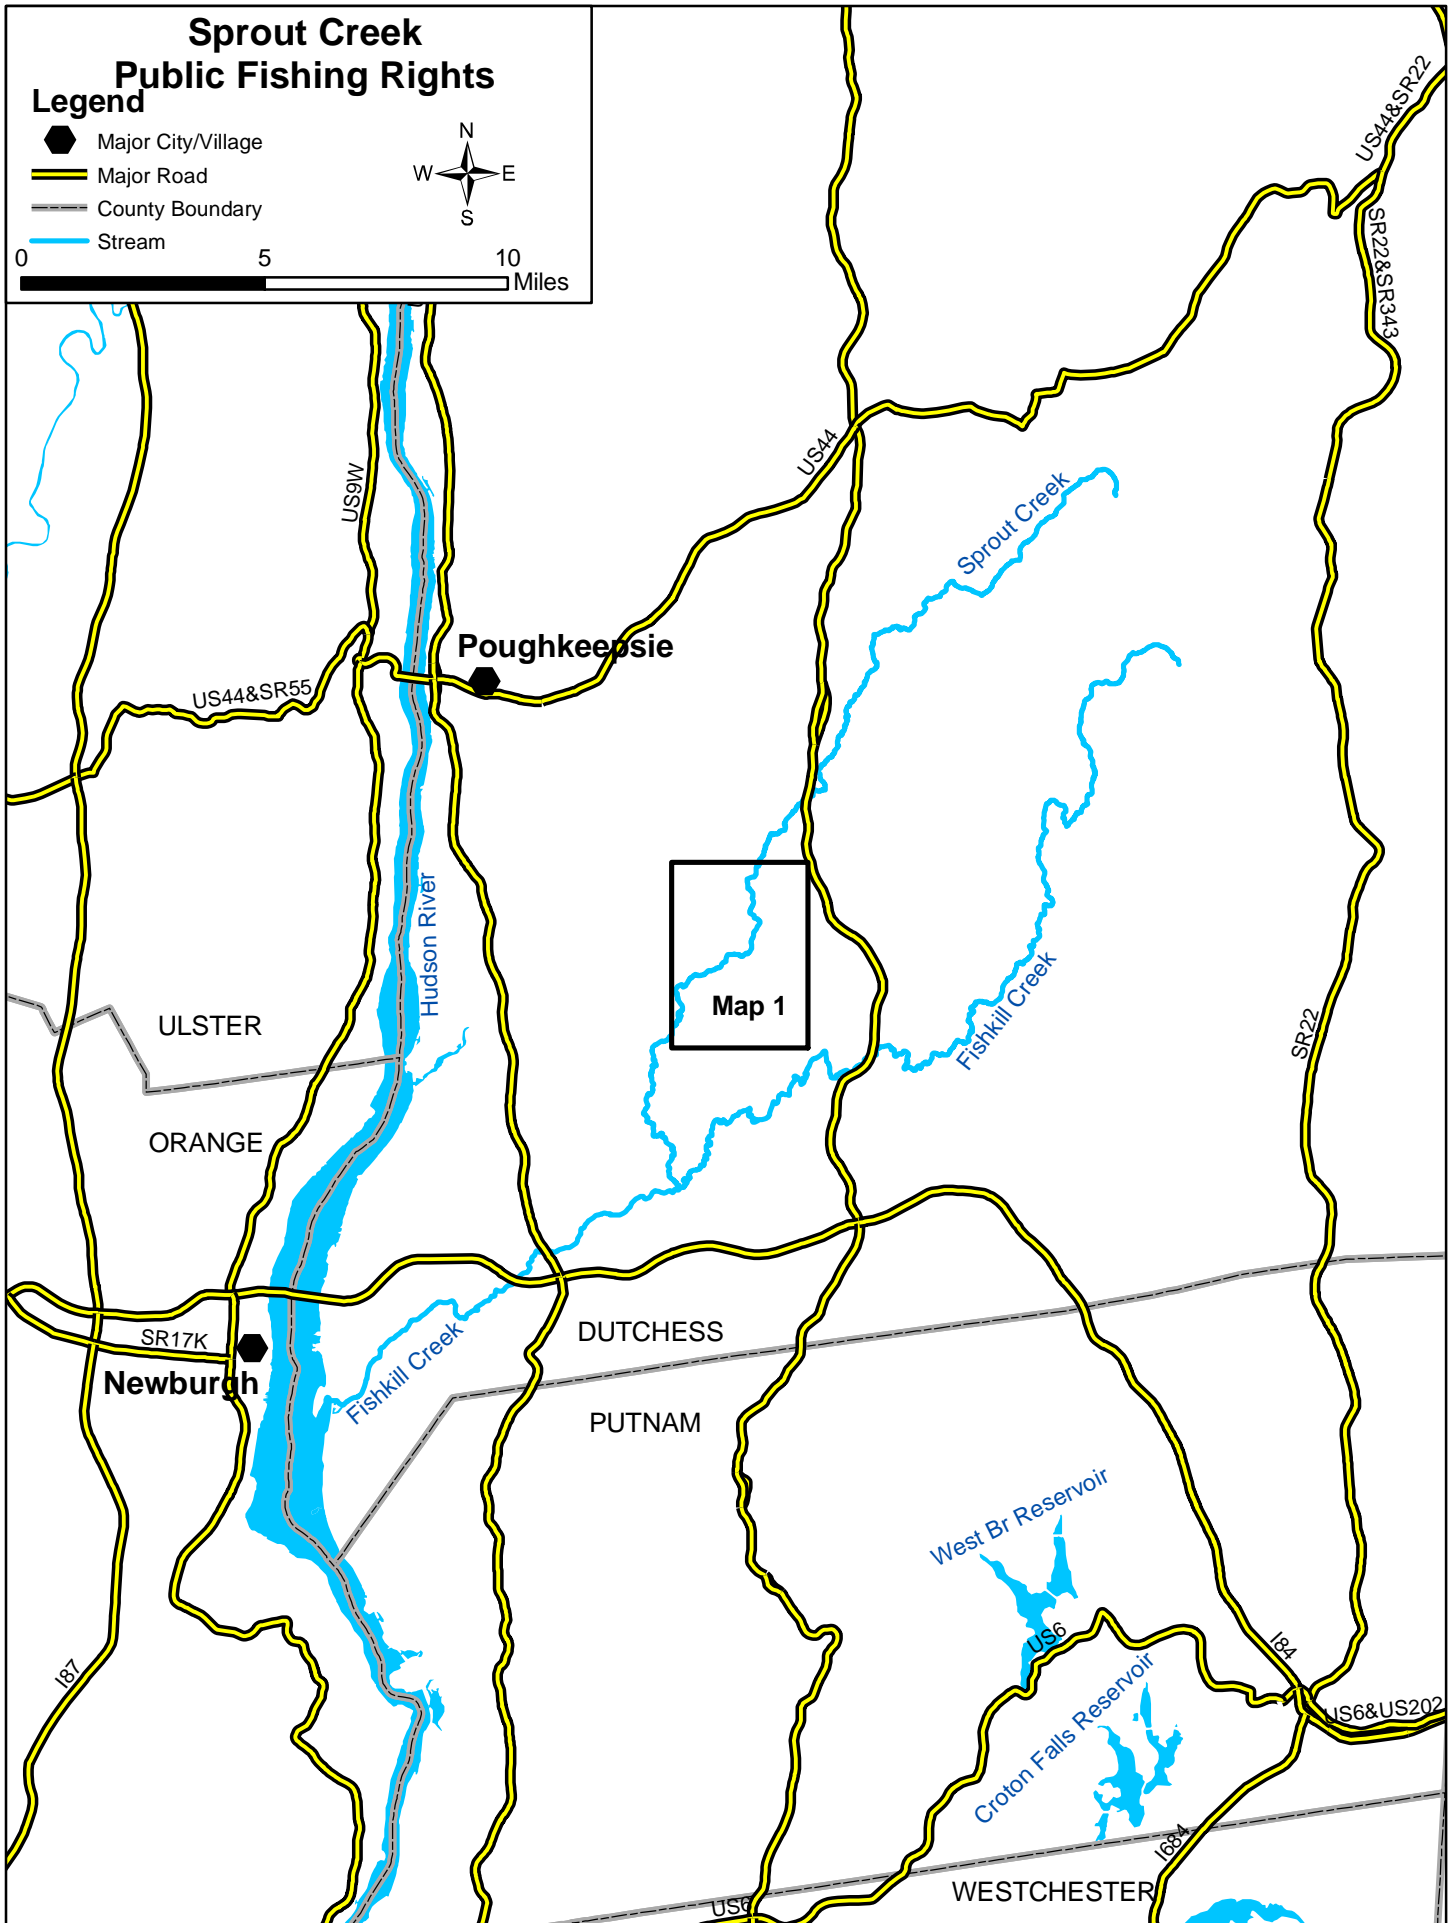 Sprout Creek
Public Fishing Rights
Legend
Major City/Village
Major Road
County Boundary
Stream
N
W E
S
0 5 10
Miles
US44&SR22
SR22&SR343
US44
US9W
Sprout Creek
Poughkeepsie
US44&SR55
Hudson River
Map 1
Fishkill Creek
ULSTER
SR22
ORANGE
SR17K
Newburgh
Fishkill Creek
DUTCHESS
PUTNAM
West Br Reservoir
US6
I84
I87
Croton Falls Reservoir
US6&US202
I684
WESTCHESTER
US6